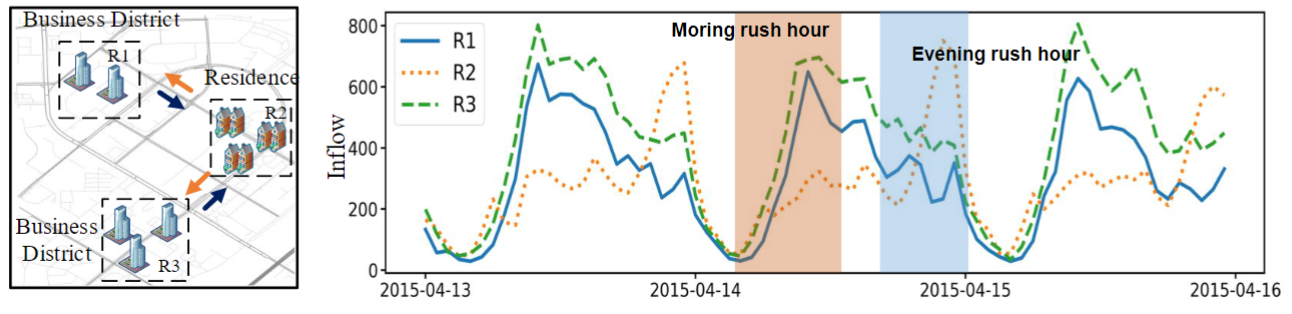 Business District
R1
Residence
R2
Business
District
R3
Inflow
800
600
400
200
0
R1
R2
R3
Moring rush hour
Evening rush hour
2015-04-13
2015-04-14
2015-04-15
2015-04-16